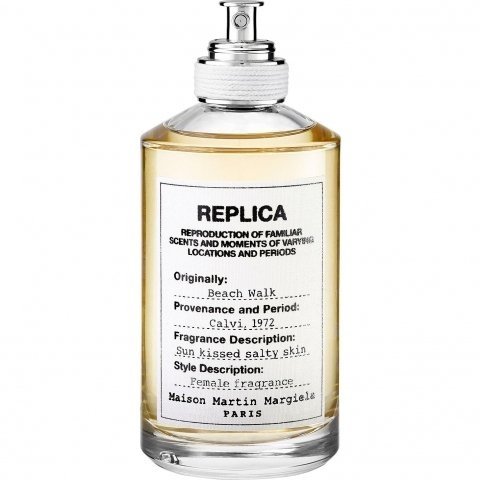 REPLICA
REPRODUCTION OF FAMILIAR
SCENTS AND MOMENTS OF VARYING
LOCATIONS AND PERIODS
Originally:
Beach Walk
Provenance and Period:
Calvi, 1972
Fragrance Description:
Sun kissed salty skin
Style Description:
Female fragrance
Maison Martin Margiela
PARIS